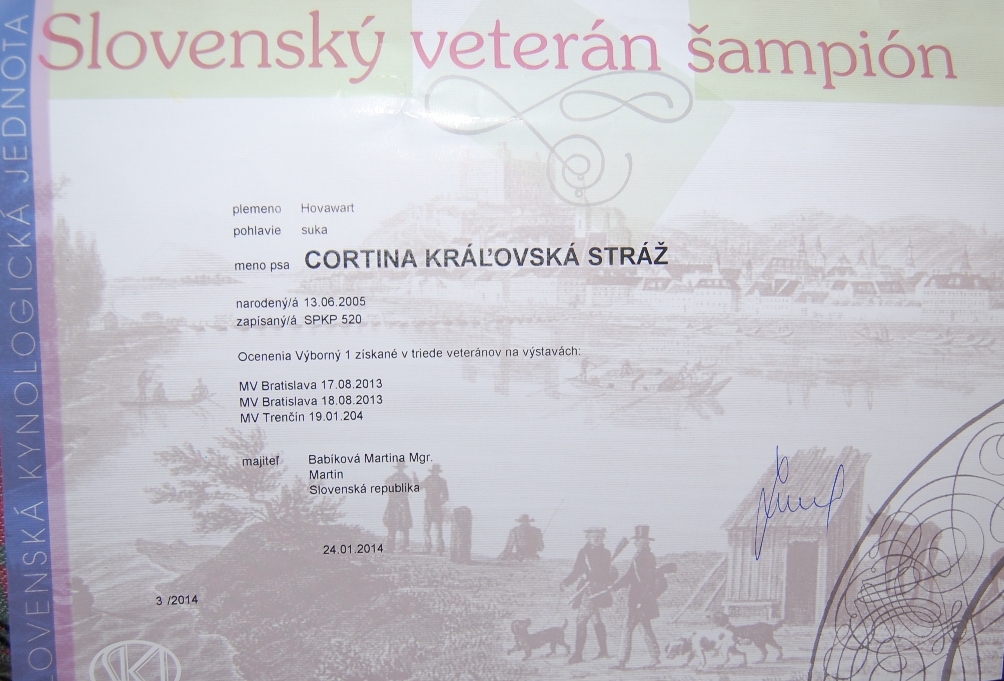 Slovenský veterán šampión
SLOVENSKÁ KYNOLOGICKÁ JEDNOTA
plemeno Hovawart
pohlavie suka
meno psa CORTINA KRÁĽOVSKÁ STRÁŽ
narodený/á 13.06.2005
zapísaný/á SPKP 520
Ocenenia Výborný 1 získané v triede veteránov na výstavách:
MV Bratislava 17.08.2013
MV Bratislava 18.08.2013
MV Trenčín 19.01.204
majiteľ Babíková Martina Mgr.
Martin
Slovenská republika
24.01.2014
3 /2014
SKJ